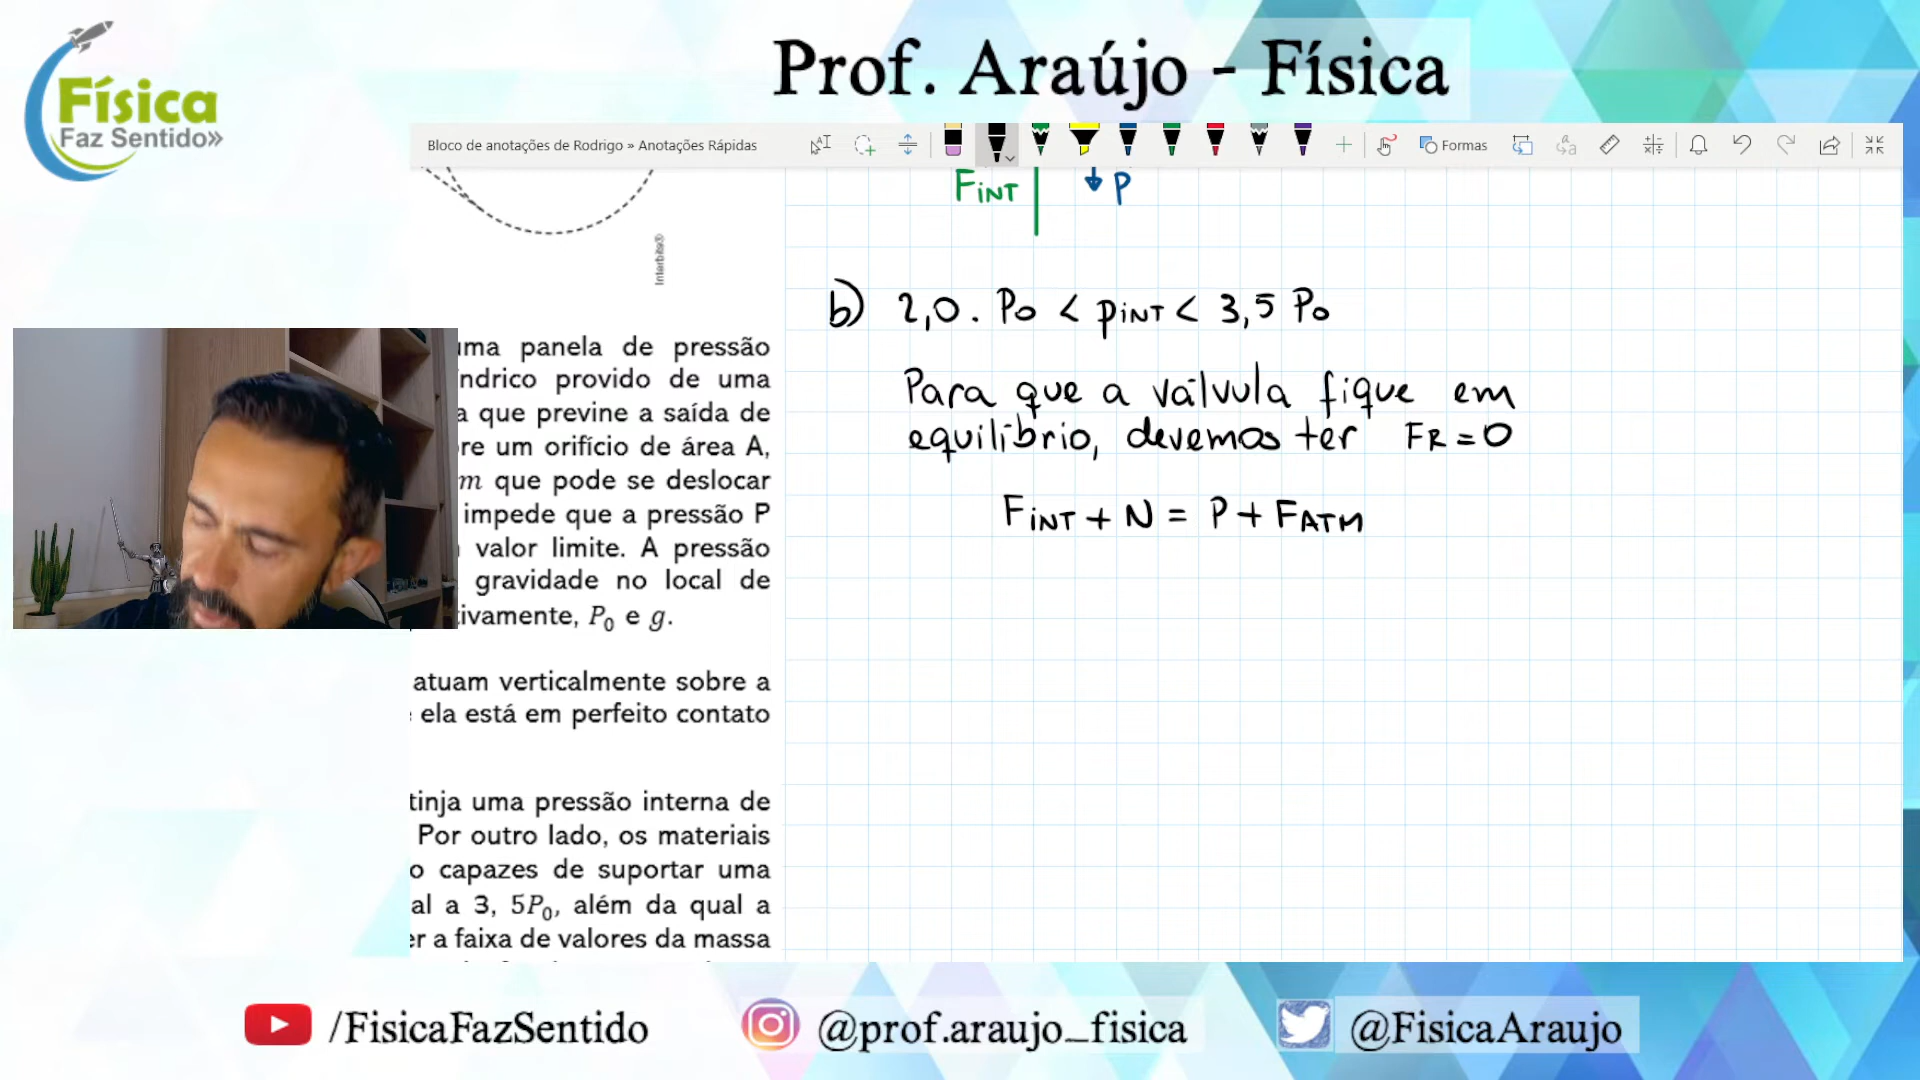 Prof. Araújo - Física
Física
Faz Sentido»
Bloco de anotações de Rodrigo » Anotações Rápidas
Formas
FINT
P
Interbits®
b) 2,0. Po < PINT < 3,5 Po
Para que a válvula fique em
equilíbrio, devemos ter FR = 0
FINT + N = P + FATM
uma panela de pressão
índrico provido de uma
a que previne a saída de
re um orifício de área A,
m que pode se deslocar
impede que a pressão P
valor limite. A pressão
gravidade no local de
tivamente, P₀ e g.
atuam verticalmente sobre a
ela está em perfeito contato
tinja uma pressão interna de
Por outro lado, os materiais
o capazes de suportar uma
al a 3, 5P₀, além da qual a
er a faixa de valores da massa
/FisicaFazSentido
@prof.araujo_fisica
@FisicaAraujo